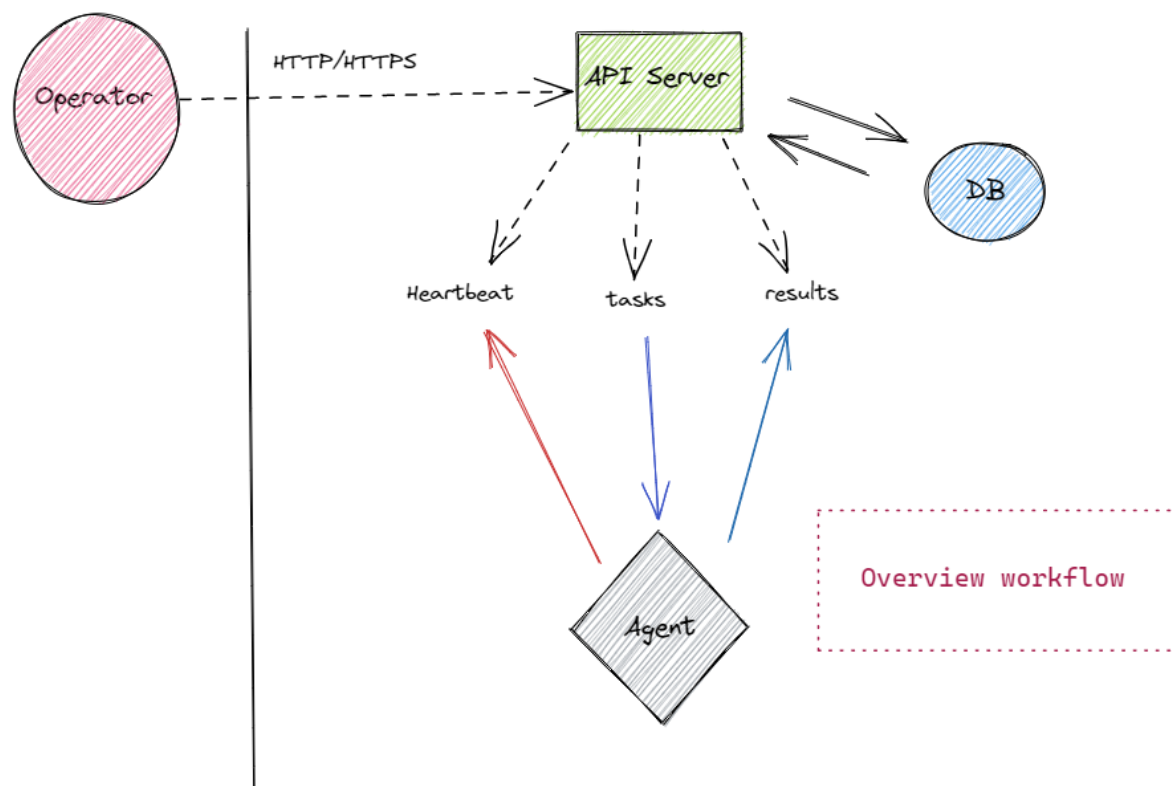 HTTP/HTTPS
Operator
API Server
DB
Heartbeat
tasks
results
Overview workflow
Agent